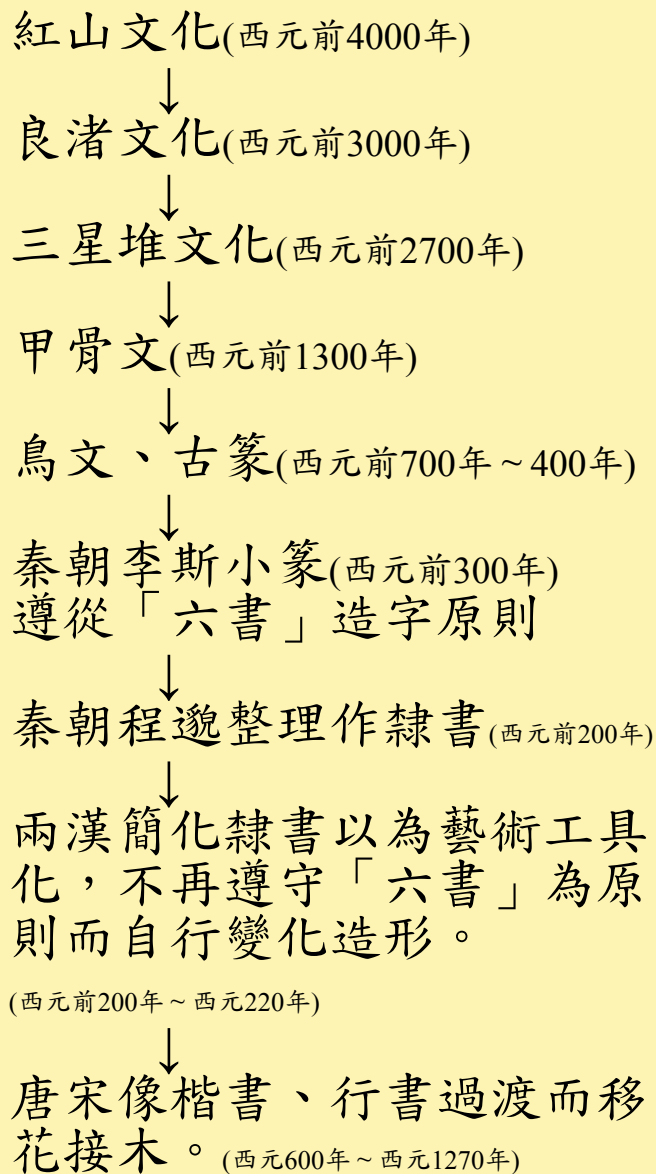 紅山文化(西元前4000年)
↓
良渚文化(西元前3000年)
↓
三星堆文化(西元前2700年)
↓
甲骨文(西元前1300年)
↓
鳥文、古篆(西元前700年~400年)
↓
秦朝李斯小篆(西元前300年)
遵從「六書」造字原則
↓
秦朝程邈整理作隸書(西元前200年)
↓
兩漢簡化隸書以為藝術工具
化，不再遵守「六書」為原
則而自行變化造形。
(西元前200年~西元220年)
↓
唐宋像楷書、行書過渡而移
花接木。(西元600年~西元1270年)